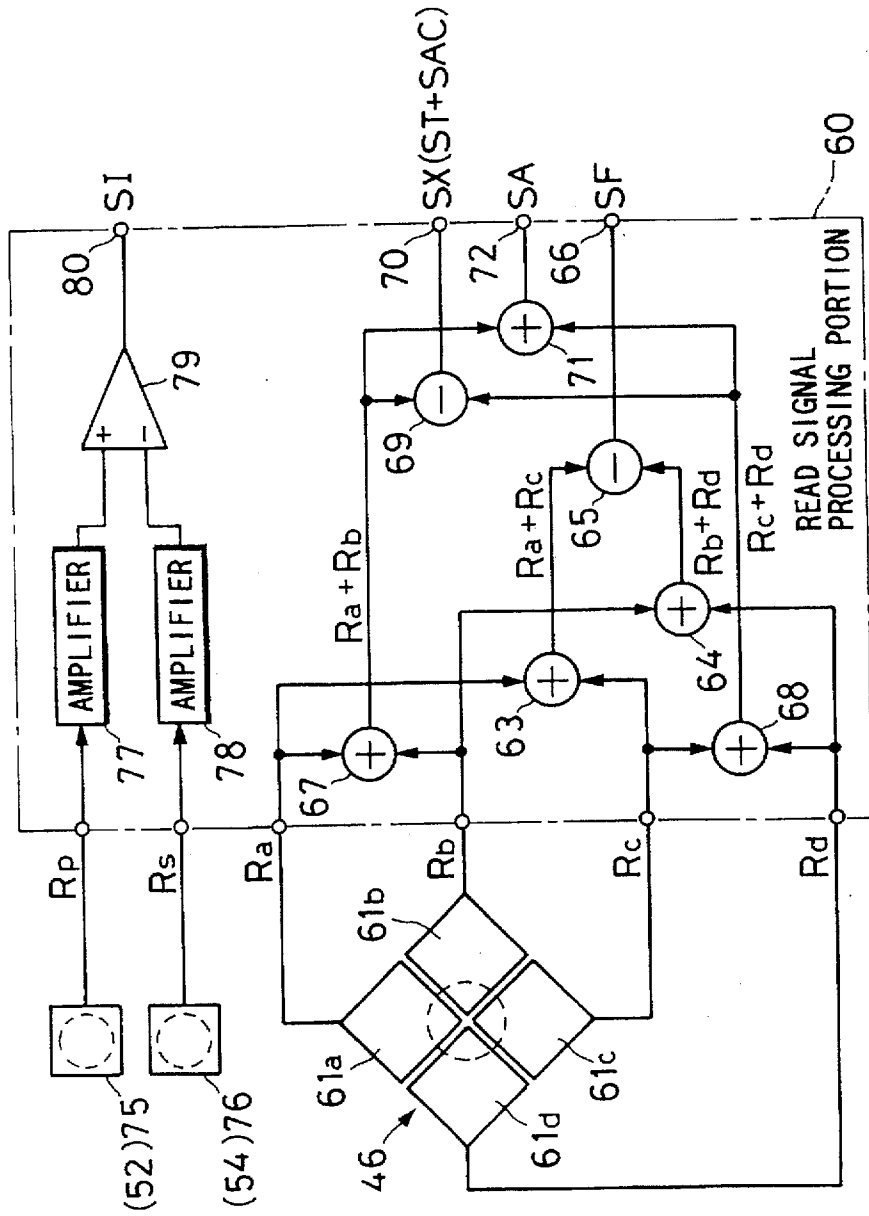 (52)75
Rp
77
AMPLIFIER
+
−
79
80
SI
(54)76
Rs
78
AMPLIFIER
46
61a
61b
61c
61d
Ra
Rb
Rc
Rd
67
+
63
+
64
+
68
+
Ra+Rb
Ra+Rc
Rb+Rd
Rc+Rd
69
−
65
−
71
+
70
SX(ST+SAC)
72
SA
66
SF
READ SIGNAL
PROCESSING PORTION
60